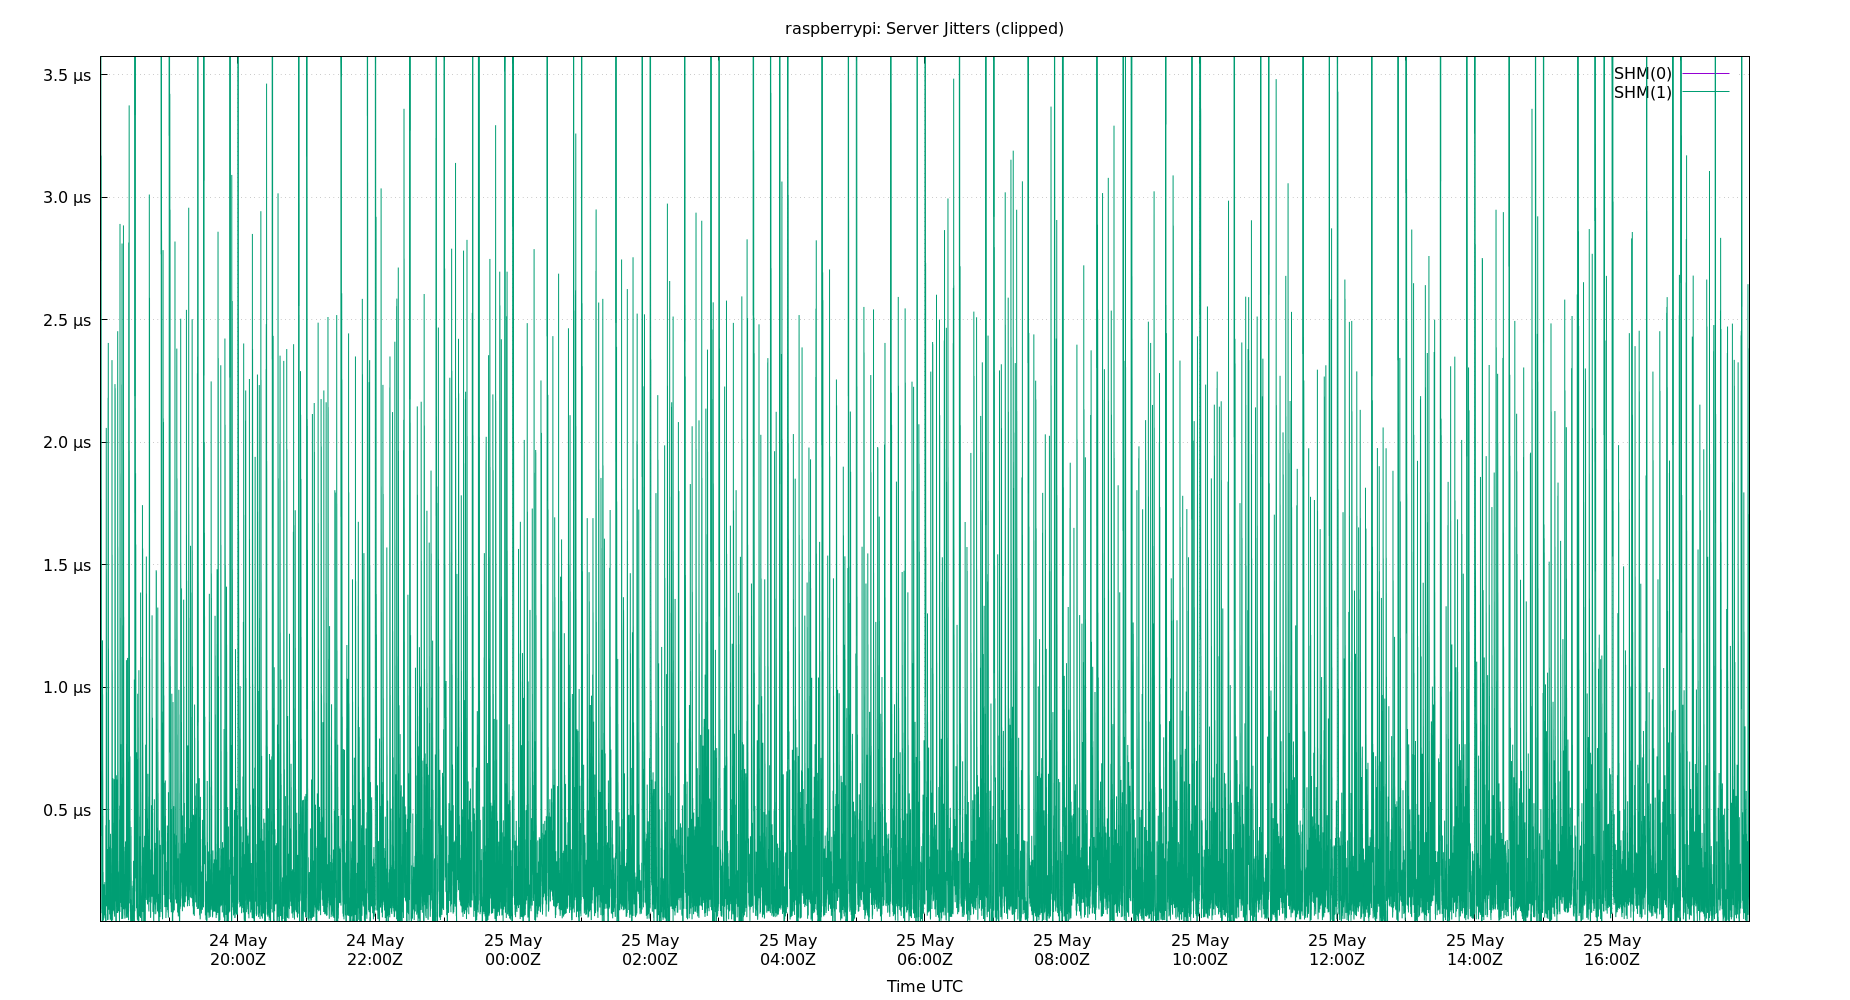 raspberrypi: Server Jitters (clipped)
3.5 µs
SHM(0)
SHM(1)
3.0 µs
2.5 µs
2.0 µs
1.5 µs
1.0 µs
0.5 µs
24 May 24 May 25 May 25 May 25 May 25 May 25 May 25 May 25 May 25 May 25 May
20:00Z 22:00Z 00:00Z 02:00Z 04:00Z 06:00Z 08:00Z 10:00Z 12:00Z 14:00Z 16:00Z
Time UTC